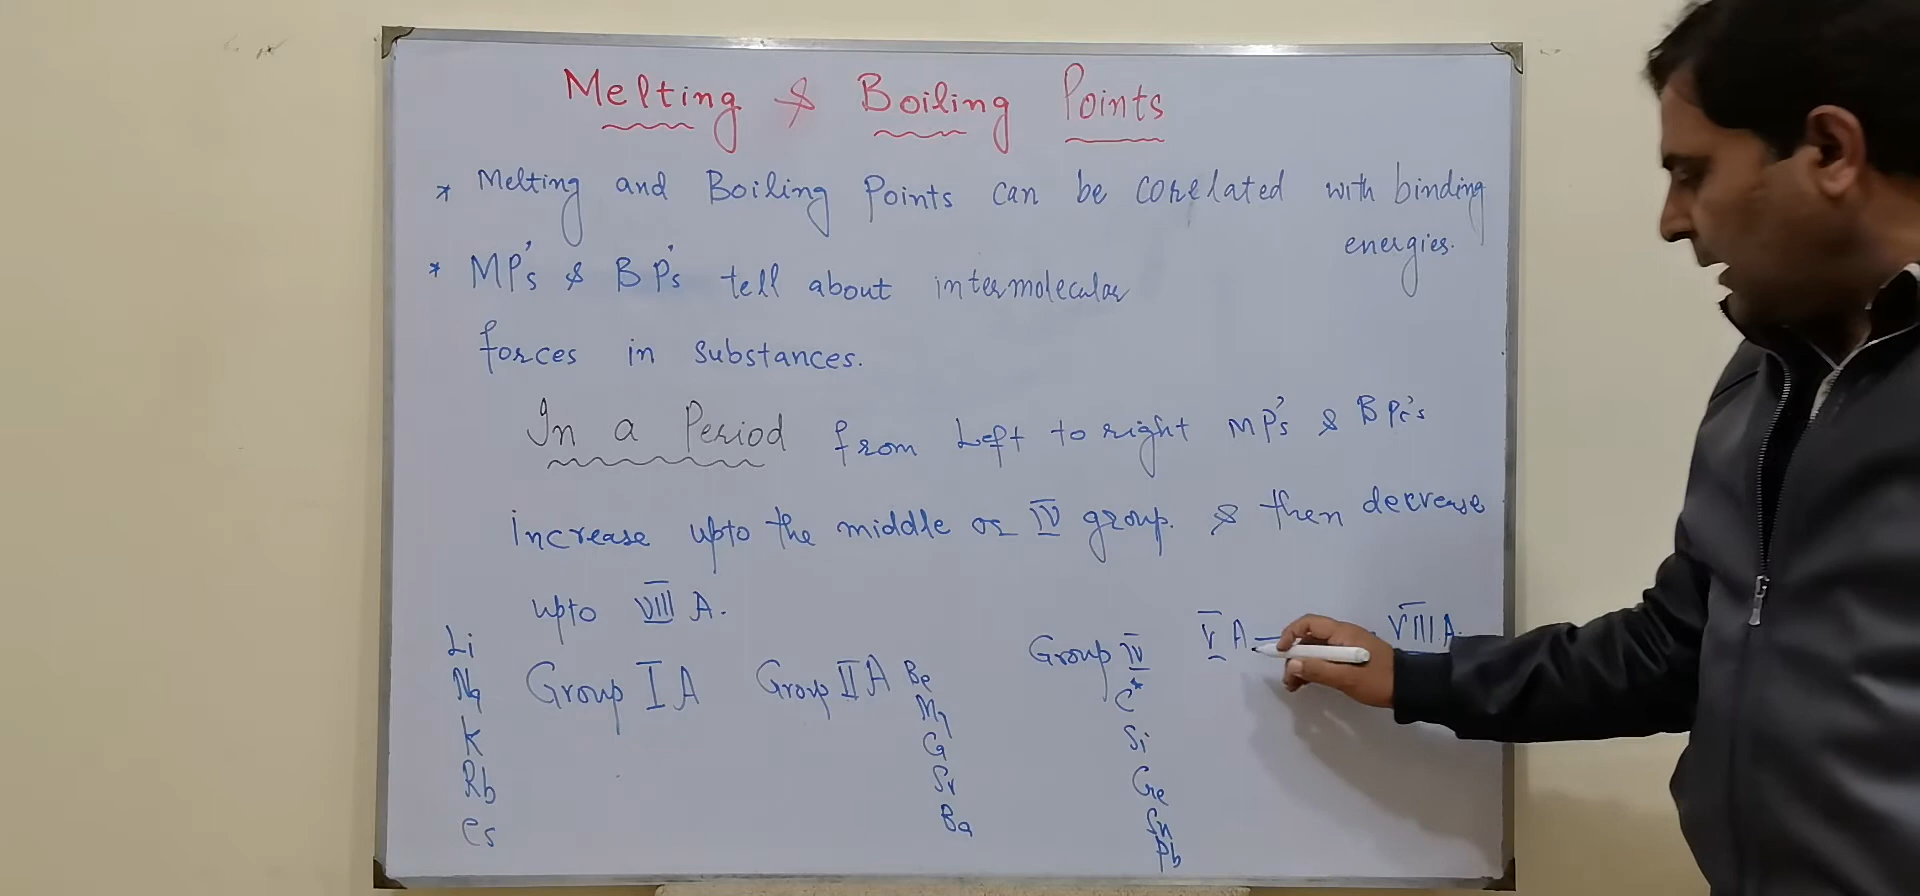 Melting & Boiling Points
* Melting and Boiling Points can be corelated with binding
energies.
* MP's & BP's tell about intermolecular
forces in substances.
In a Period from Left to right MP's & BP's
increase upto the middle or IV group. & then decrease
upto VIII A.
Group I A
Li
Na
K
Rb
Cs
Group II A
Be
Mg
Ca
Sr
Ba
Group IV
C*
Si
Ge
Sn
Pb
V A — VIII A.